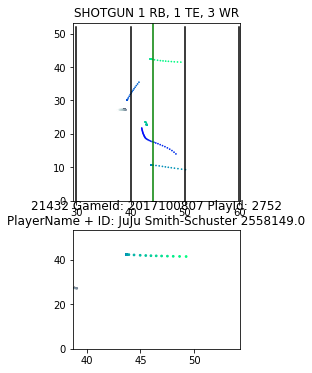 SHOTGUN 1 RB, 1 TE, 3 WR
50
40
30
20
10
0
30 40 50 60
21432 GameId: 2017100807 PlayId: 2752
PlayerName + ID: JuJu Smith-Schuster 2558149.0
40
20
0
40 45 50